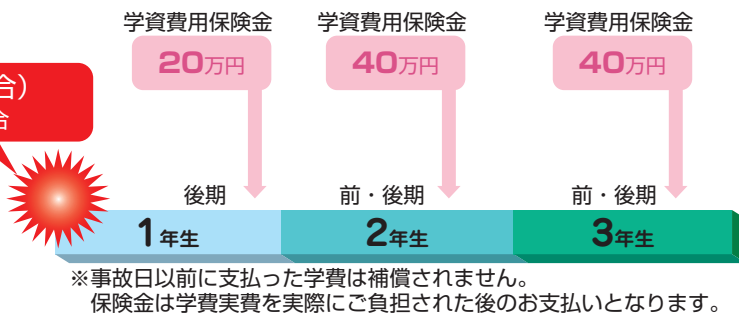 学資費用保険金 学資費用保険金 学資費用保険金
20万円 40万円 40万円
合）
合
後期 前・後期 前・後期
1年生 2年生 3年生
※事故日以前に支払った学費は補償されません。
保険金は学費実費を実際にご負担された後のお支払いとなります。